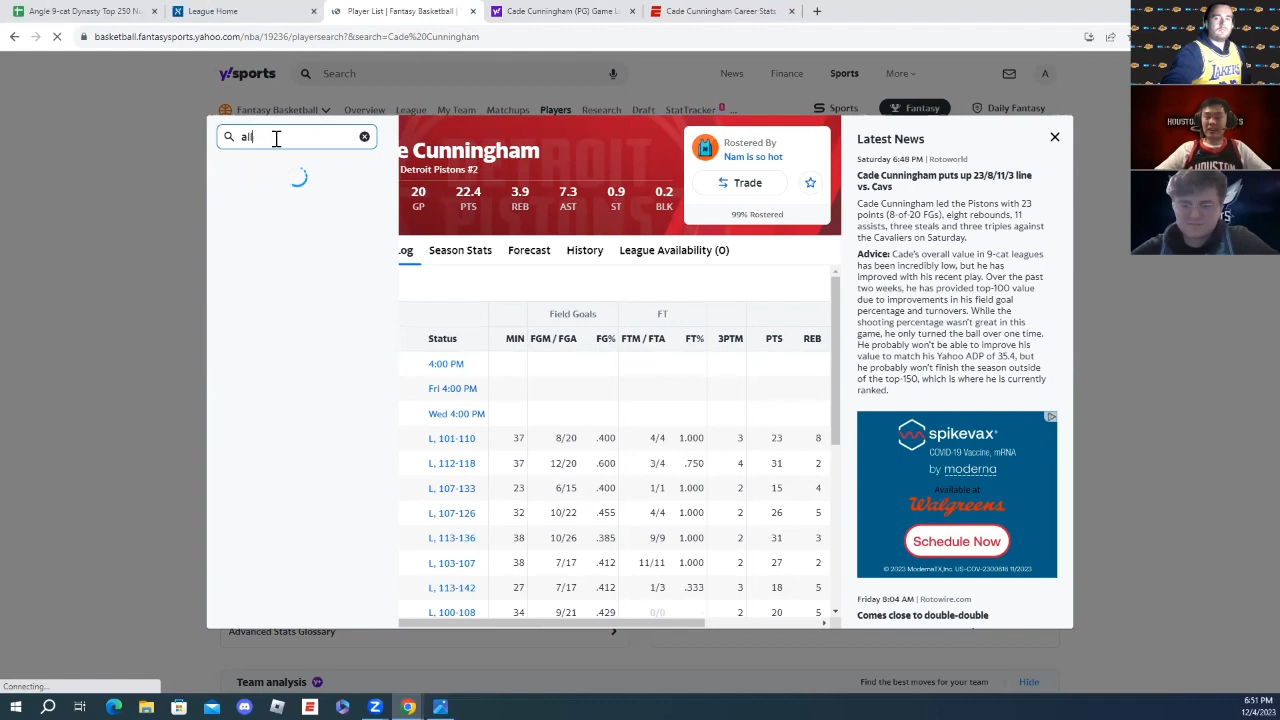 Angie 9-cat Dynasty Top 250 N
League Home
Player List | Fantasy Basketball |
Cade Cunningham (PG) Game L
Cade Cunningham Career Stats
basketball.fantasysports.yahoo.com/nba/19236/playersearch?&search=Cade%20Cunningham
y!sports
Search
News
Finance
Sports
More
A
Fantasy Basketball
Overview
League
My Team
Matchups
Players
Research
Draft
StatTracker
0
...
Sports
Fantasy
Daily Fantasy
all
e Cunningham
Detroit Pistons #2
20 22.4 3.9 7.3 0.9 0.2
GP PTS REB AST ST BLK
Rostered By
Nam is so hot
Trade
99% Rostered
og
Season Stats
Forecast
History
League Availability (0)
Field Goals FT
Status MIN FGM / FGA FG% FTM / FTA FT% 3PTM PTS REB
4:00 PM
Fri 4:00 PM
Wed 4:00 PM
L, 101-110 37 8/20 .400 4/4 1.000 3 23 8
L, 112-118 37 12/20 .600 3/4 .750 4 31 2
L, 107-133 23 6/15 .400 1/1 1.000 2 15 4
L, 107-126 32 10/22 .455 4/4 1.000 2 26 5
L, 113-136 38 10/26 .385 9/9 1.000 2 31 3
L, 103-107 38 7/17 .412 11/11 1.000 2 27 2
L, 113-142 27 7/17 .412 1/3 .333 3 18 5
L, 100-108 34 9/21 .429 0/0 - 2 20 5
Latest News
Saturday 6:48 PM | Rotoworld
Cade Cunningham puts up 23/8/11/3 line
vs. Cavs
Cade Cunningham led the Pistons with 23
points (8-of-20 FGs), eight rebounds, 11
assists, three steals and three triples against
the Cavaliers on Saturday.
Advice: Cade's overall value in 9-cat leagues
has been incredibly low, but he has
improved with his recent play. Over the past
two weeks, he has provided top-100 value
due to improvements in his field goal
percentage and turnovers. While the
shooting percentage wasn't great in this
game, he only turned the ball over one time.
He probably won't be able to improve his
value to match his Yahoo ADP of 35.4, but
he probably won't finish the season outside
of the top-150, which is where he is currently
ranked.
spikevax
COVID-19 Vaccine, mRNA
by moderna
Available at
Walgreens
Schedule Now
© 2023 ModernaTX,Inc. US-COV-2300618 11/2023
Friday 8:04 AM | Rotowire.com
Comes close to double-double
Advanced Stats Glossary
Team analysis
Find the best moves for your team
Hide
Connecting...
6:51 PM
12/4/2023
LAKERS